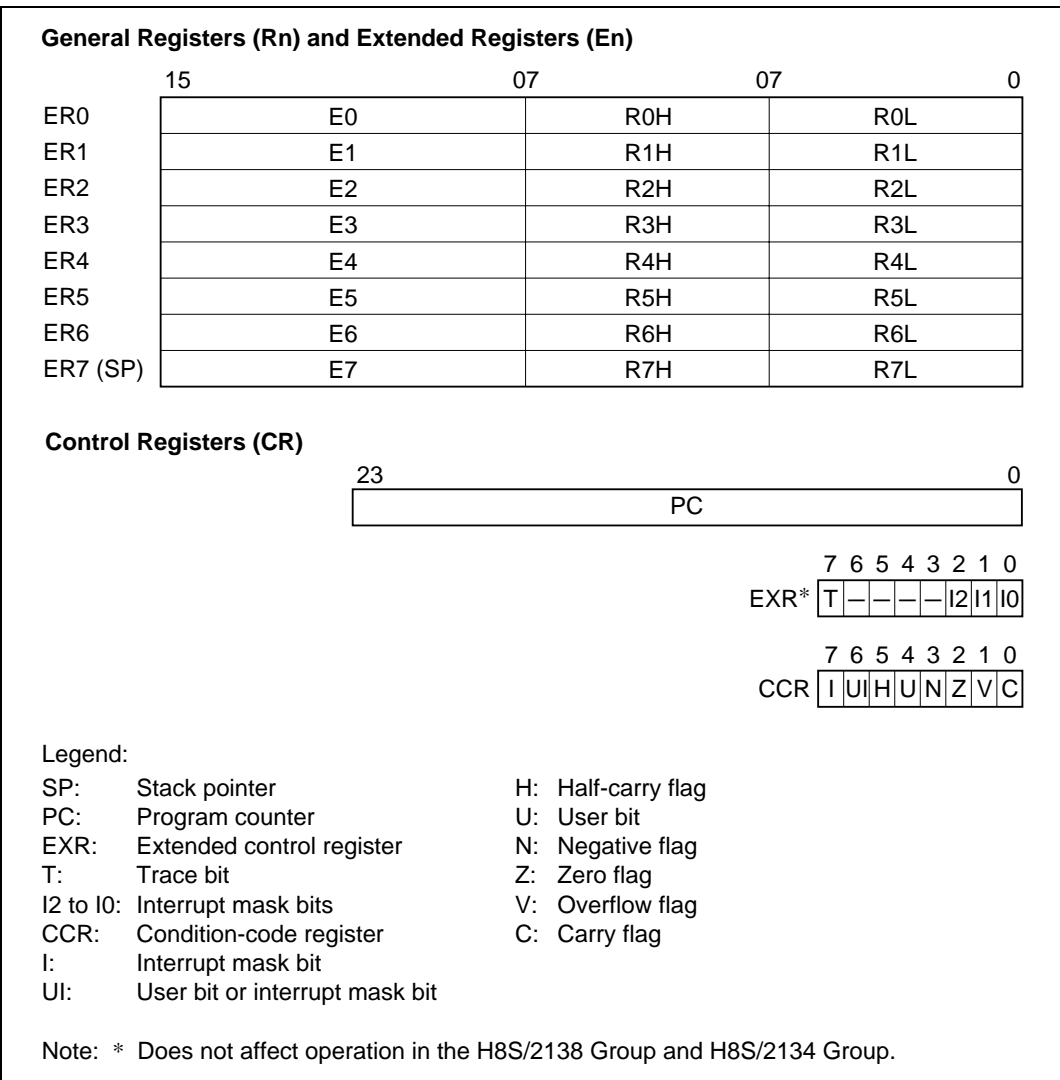 General Registers (Rn) and Extended Registers (En)
15 07 07 0
ER0 E0 R0H R0L
ER1 E1 R1H R1L
ER2 E2 R2H R2L
ER3 E3 R3H R3L
ER4 E4 R4H R4L
ER5 E5 R5H R5L
ER6 E6 R6H R6L
ER7 (SP) E7 R7H R7L
Control Registers (CR)
23 0
PC
7 6 5 4 3 2 1 0
EXR* T — — — — I2 I1 I0
7 6 5 4 3 2 1 0
CCR I UI H U N Z V C
Legend:
SP: Stack pointer H: Half-carry flag
PC: Program counter U: User bit
EXR: Extended control register N: Negative flag
T: Trace bit Z: Zero flag
I2 to I0: Interrupt mask bits V: Overflow flag
CCR: Condition-code register C: Carry flag
I: Interrupt mask bit
UI: User bit or interrupt mask bit
Note: * Does not affect operation in the H8S/2138 Group and H8S/2134 Group.